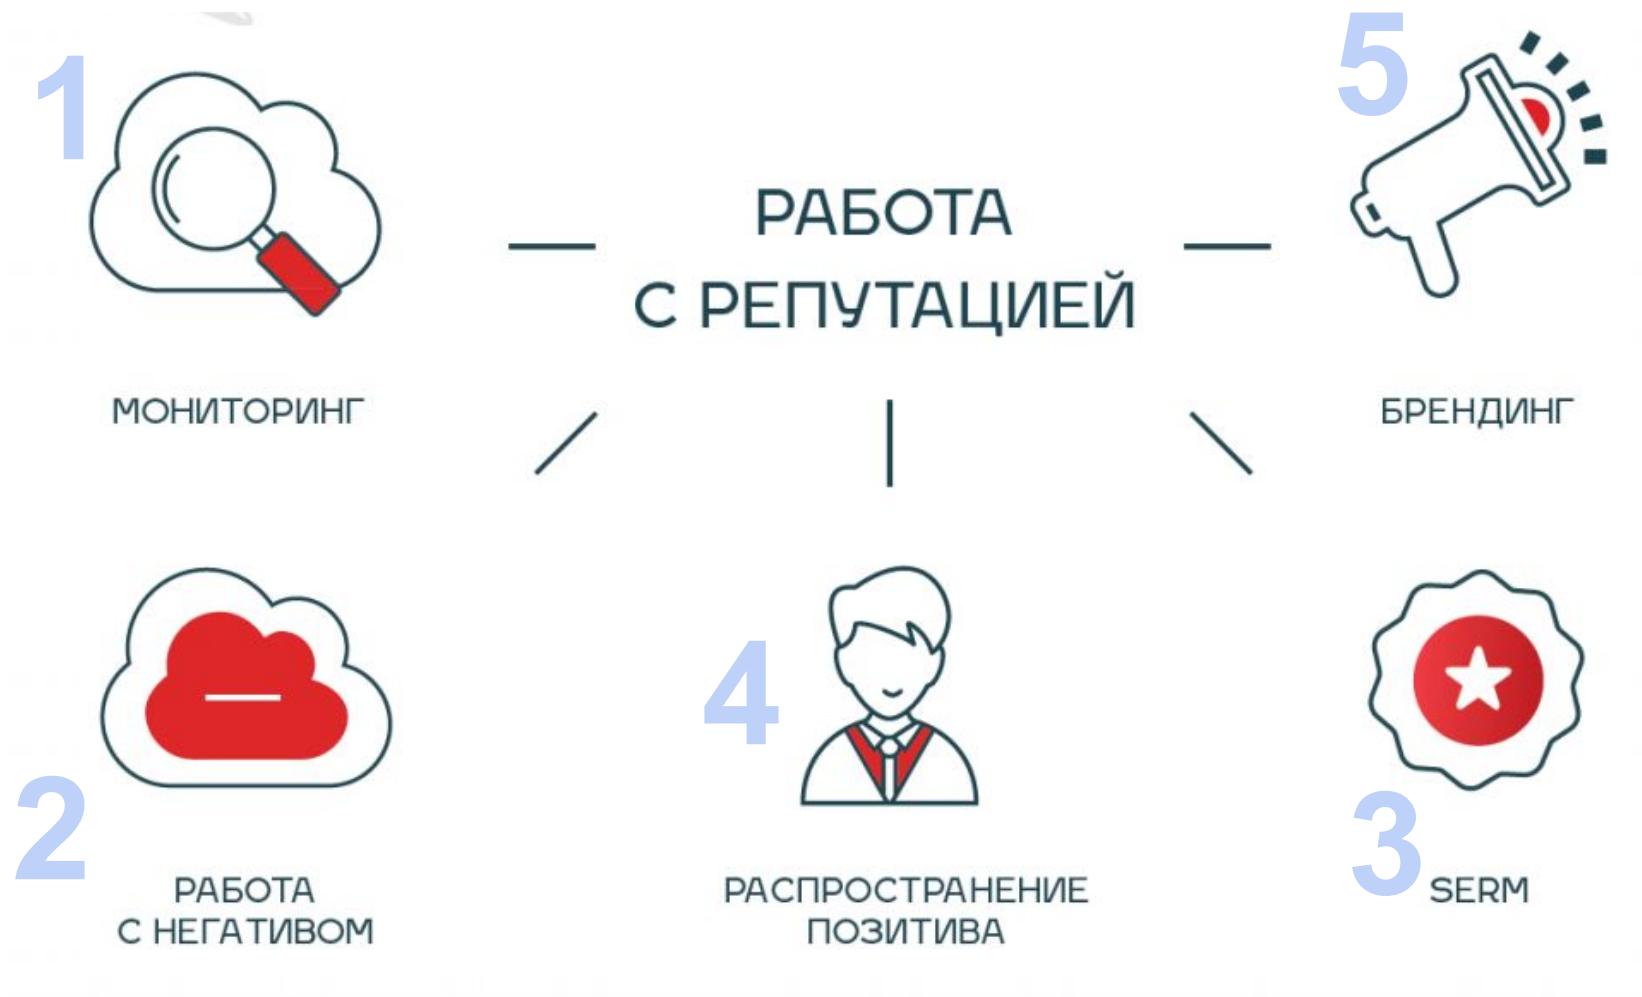 1
5
РАБОТА
С РЕПУТАЦИЕЙ
МОНИТОРИНГ
БРЕНДИНГ
4
2
3
РАБОТА
С НЕГАТИВОМ
РАСПРОСТРАНЕНИЕ
ПОЗИТИВА
SERM